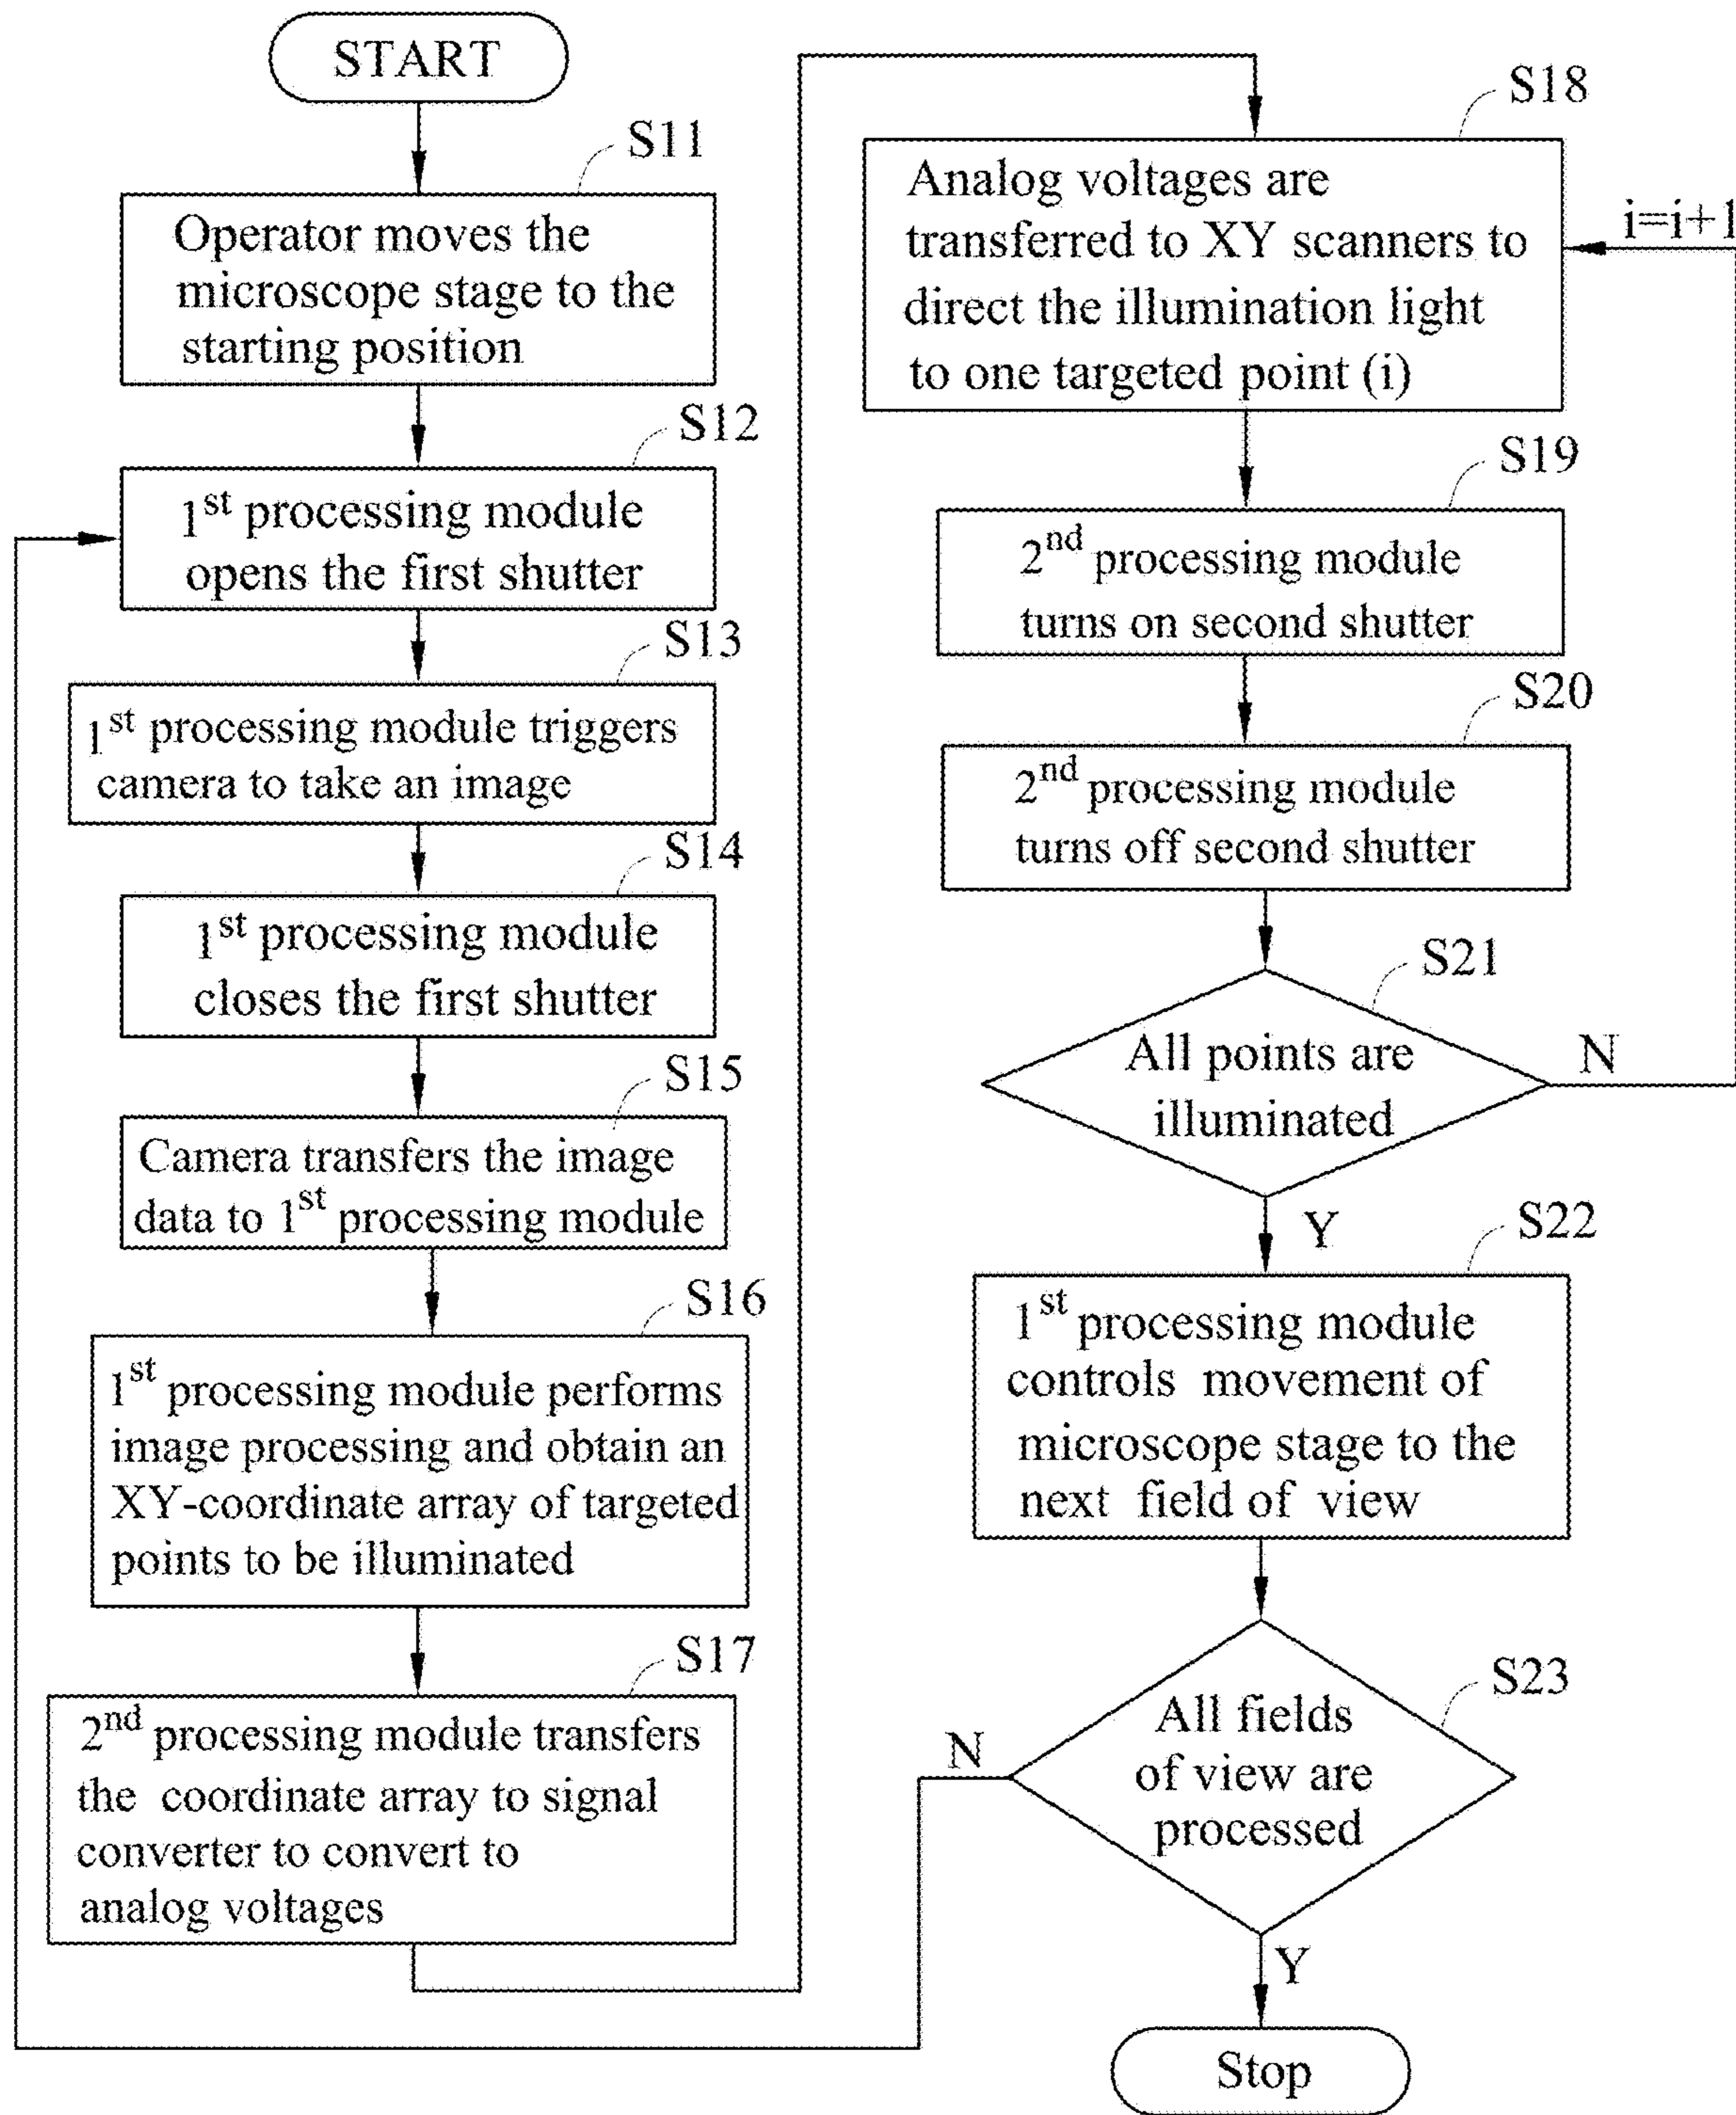 START
S11
Operator moves the
microscope stage to the
starting position
S12
1st processing module
opens the first shutter
S13
1st processing module triggers
camera to take an image
S14
1st processing module
closes the first shutter
S15
Camera transfers the image
data to 1st processing module
S16
1st processing module performs
image processing and obtain an
XY-coordinate array of targeted
points to be illuminated
S17
2nd processing module transfers
the coordinate array to signal
converter to convert to
analog voltages
S18
Analog voltages are
transferred to XY scanners to
direct the illumination light
to one targeted point (i)
i=i+1
S19
2nd processing module
turns on second shutter
S20
2nd processing module
turns off second shutter
S21
All points are
illuminated
N
Y
S22
1st processing module
controls movement of
microscope stage to the
next field of view
S23
All fields
of view are
processed
N
Y
Stop